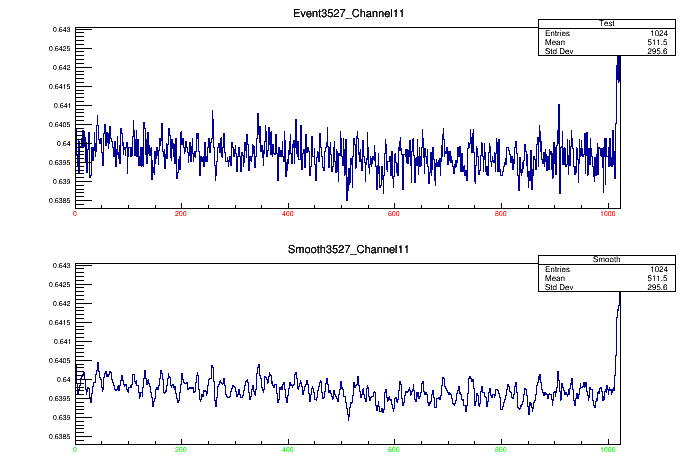 Event3527_Channel11
Test
Entries 1024
Mean 511.5
Std Dev 295.6
0.643
0.6425
0.642
0.6415
0.641
0.6405
0.64
0.6395
0.639
0.6385
0 200 400 600 800 1000
Smooth3527_Channel11
Smooth
Entries 1024
Mean 511.5
Std Dev 295.6
0.643
0.6425
0.642
0.6415
0.641
0.6405
0.64
0.6395
0.639
0.6385
0 200 400 600 800 1000